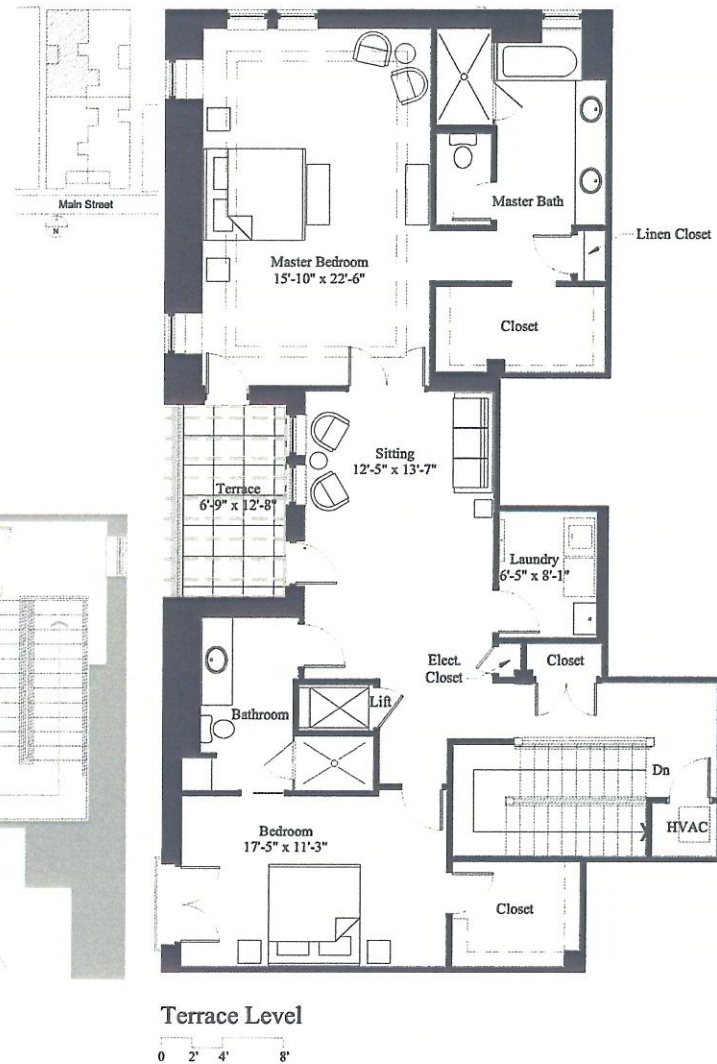 Main Street
N
Master Bath
Linen Closet
Master Bedroom
15'-10" x 22'-6"
Closet
Sitting
12'-5" x 13'-7"
Terrace
6'-9" x 12'-8"
Laundry
6'-5" x 8'-1"
Elect.
Closet
Closet
Lift
Bathroom
Dn
HVAC
Bedroom
17'-5" x 11'-3"
Closet
Terrace Level
0 2' 4' 8'